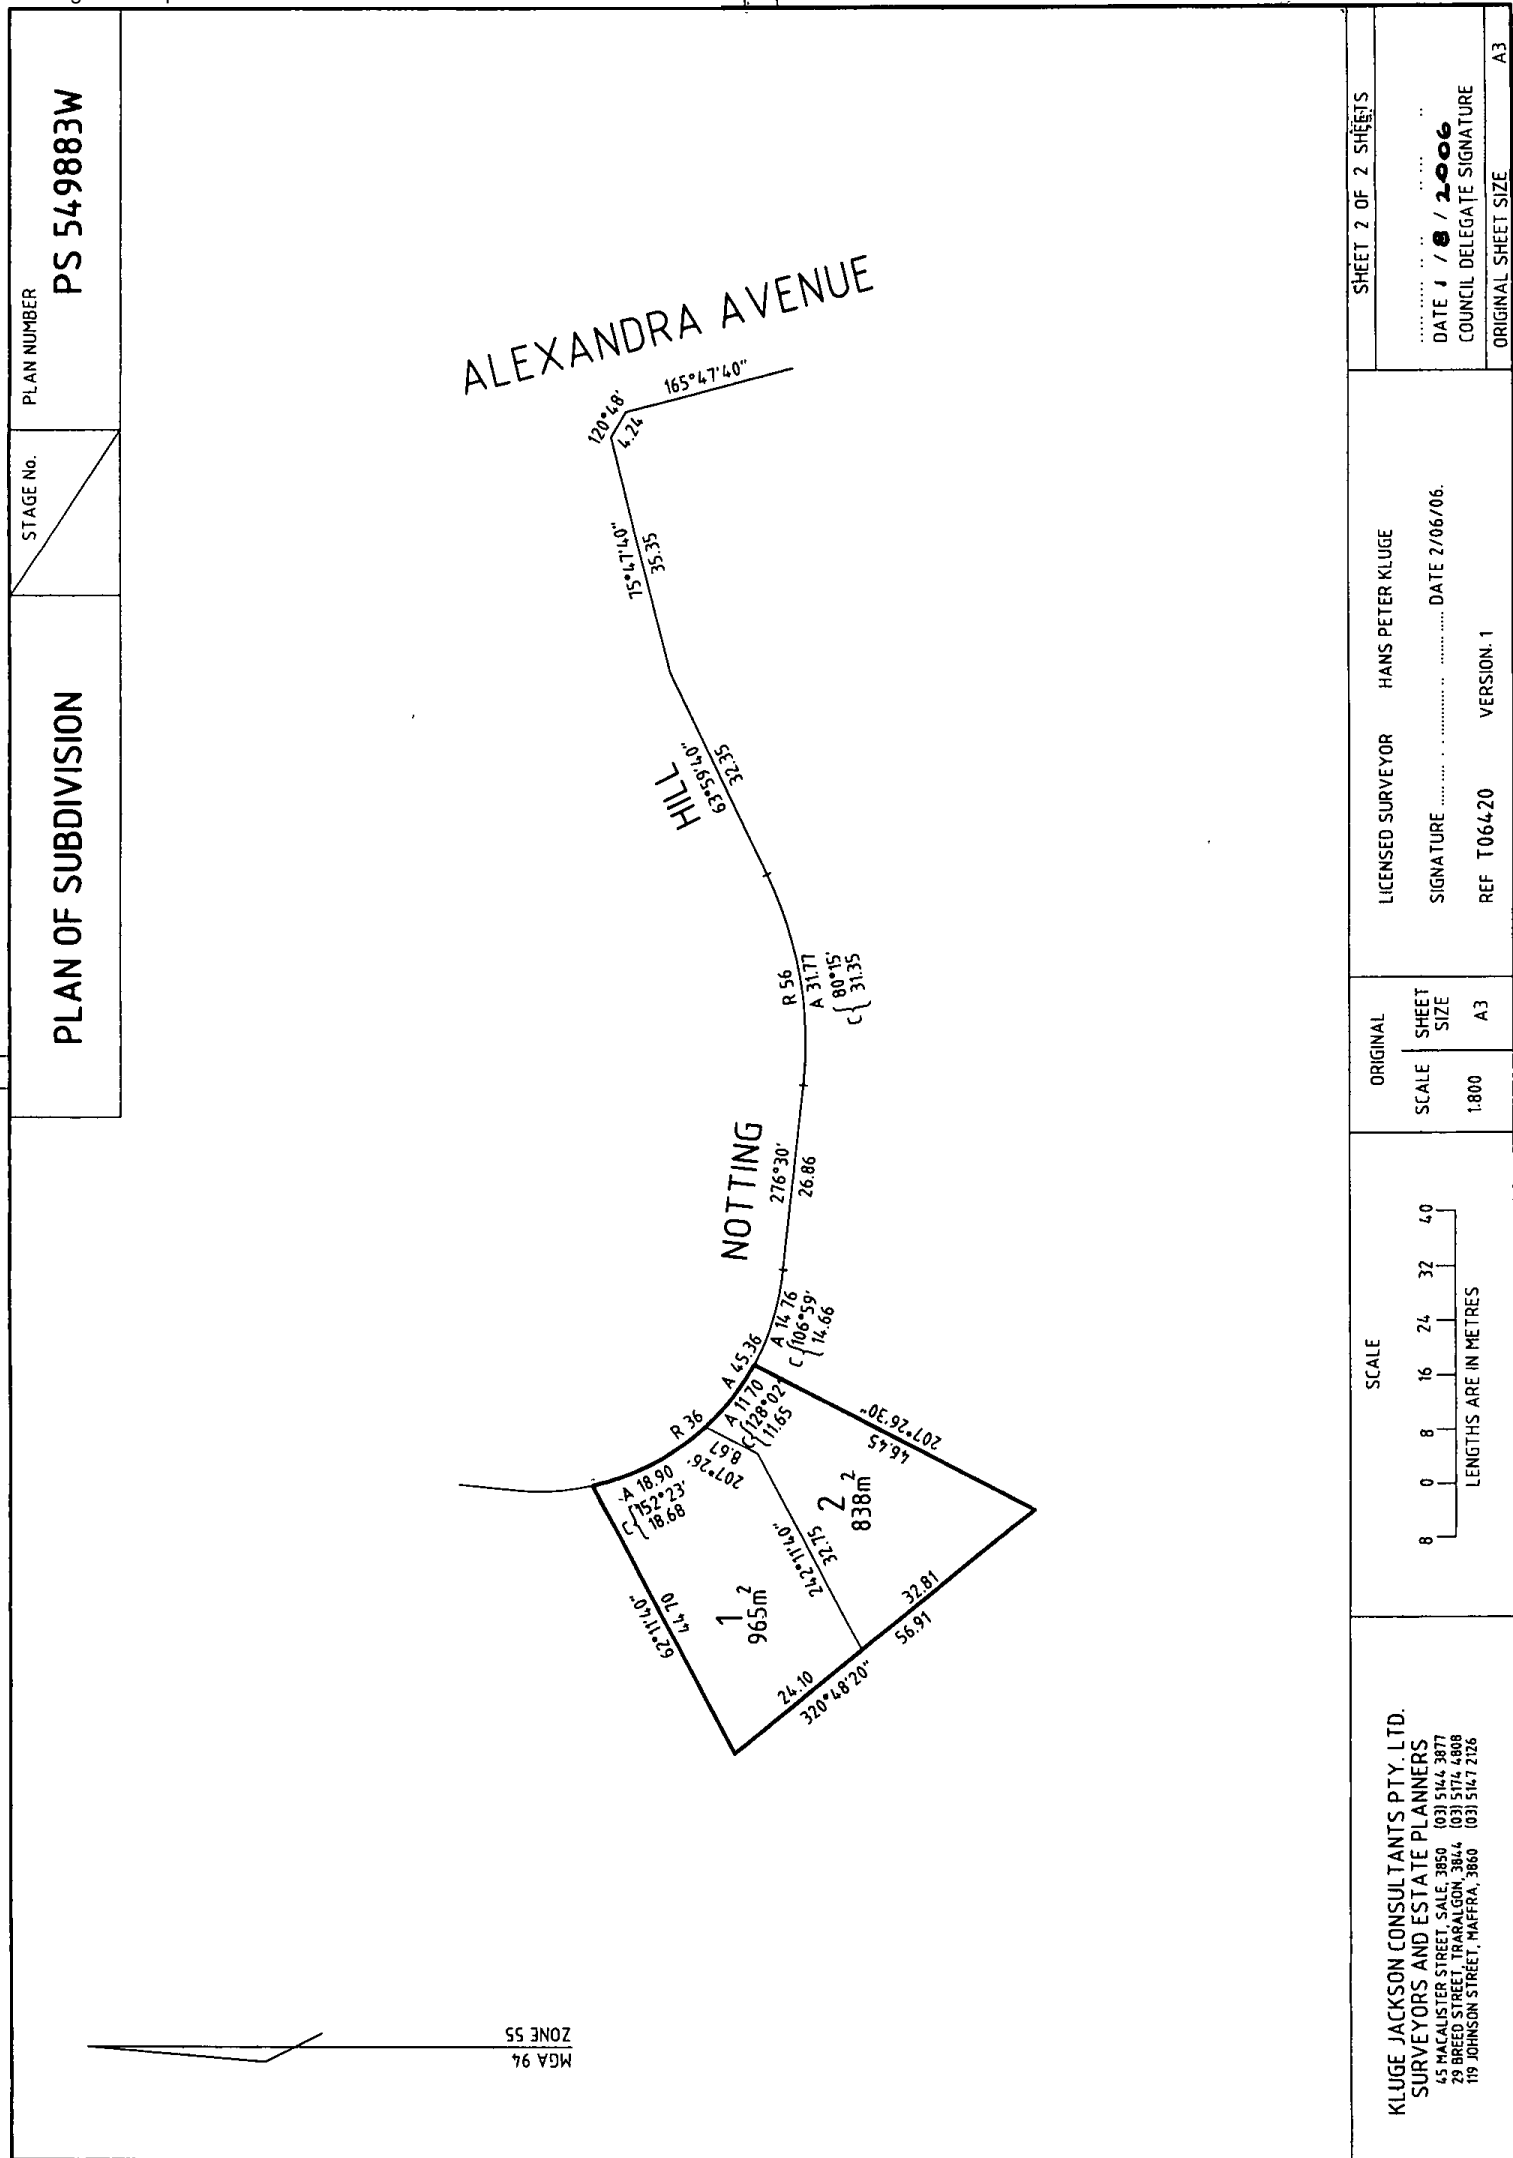 PLAN OF SUBDIVISION
STAGE No.
PLAN NUMBER
PS 549883W
ALEXANDRA AVENUE
165°47'40"
120°48'
4.24
75°47'40"
35.35
HILL
63°59'40"
32.35
R 56
A 31.77
C { 80°15'
31.35
NOTTING
276°30'
26.86
A 14 76
C { 106°59'
14.66
A 45.36
R 36
A 11 70
C { 128°02'
11.65
A 18.90
C { 152°23'
18.68
207°26'
8.67
207°26'30"
46.45
62°11'40"
44 70
242°11'40"
32.75
1
965m²
2
838m²
24.10
32.81
56.91
320°48'20"
MGA 94
ZONE 55
KLUGE JACKSON CONSULTANTS PTY. LTD.
SURVEYORS AND ESTATE PLANNERS
45 MACALISTER STREET, SALE, 3850 (03) 5144 3877
29 BREED STREET, TRARALGON, 3844 (03) 5174 4808
119 JOHNSON STREET, MAFFRA, 3860 (03) 5147 2126
SCALE
8 0 8 16 24 32 40
LENGTHS ARE IN METRES
ORIGINAL
SCALE
SHEET SIZE
1:800
A3
LICENSED SURVEYOR HANS PETER KLUGE
SIGNATURE DATE 2/06/06.
REF T06420 VERSION. 1
SHEET 2 OF 2 SHEETS
DATE 1 / 8 / 2006
COUNCIL DELEGATE SIGNATURE
ORIGINAL SHEET SIZE A3